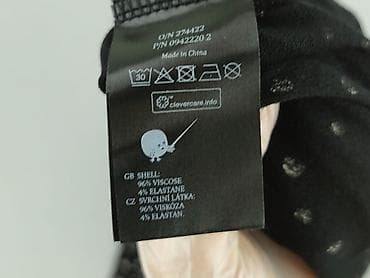 O/N 274422
P/N 0942220 2
Made in China
30
clevercare.info
GB SHELL:
96% VISCOSE
4% ELASTANE
CZ SVRCHNÍ LÁTKA:
96% VISKÓZA
4% ELASTAN.